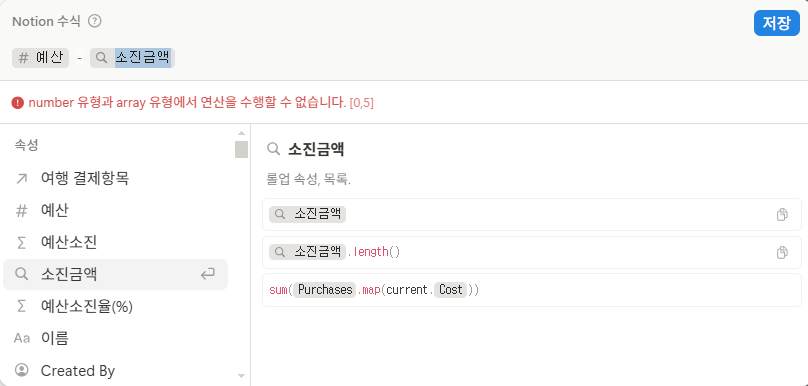 Notion 수식
저장
# 예산 - 소진금액
number 유형과 array 유형에서 연산을 수행할 수 없습니다. [0,5]
속성
여행 결제항목
# 예산
Σ 예산소진
소진금액
Σ 예산소진율(%)
Aa 이름
Created By
소진금액
롤업 속성, 목록.
소진금액
소진금액.length()
sum(Purchases.map(current.Cost))